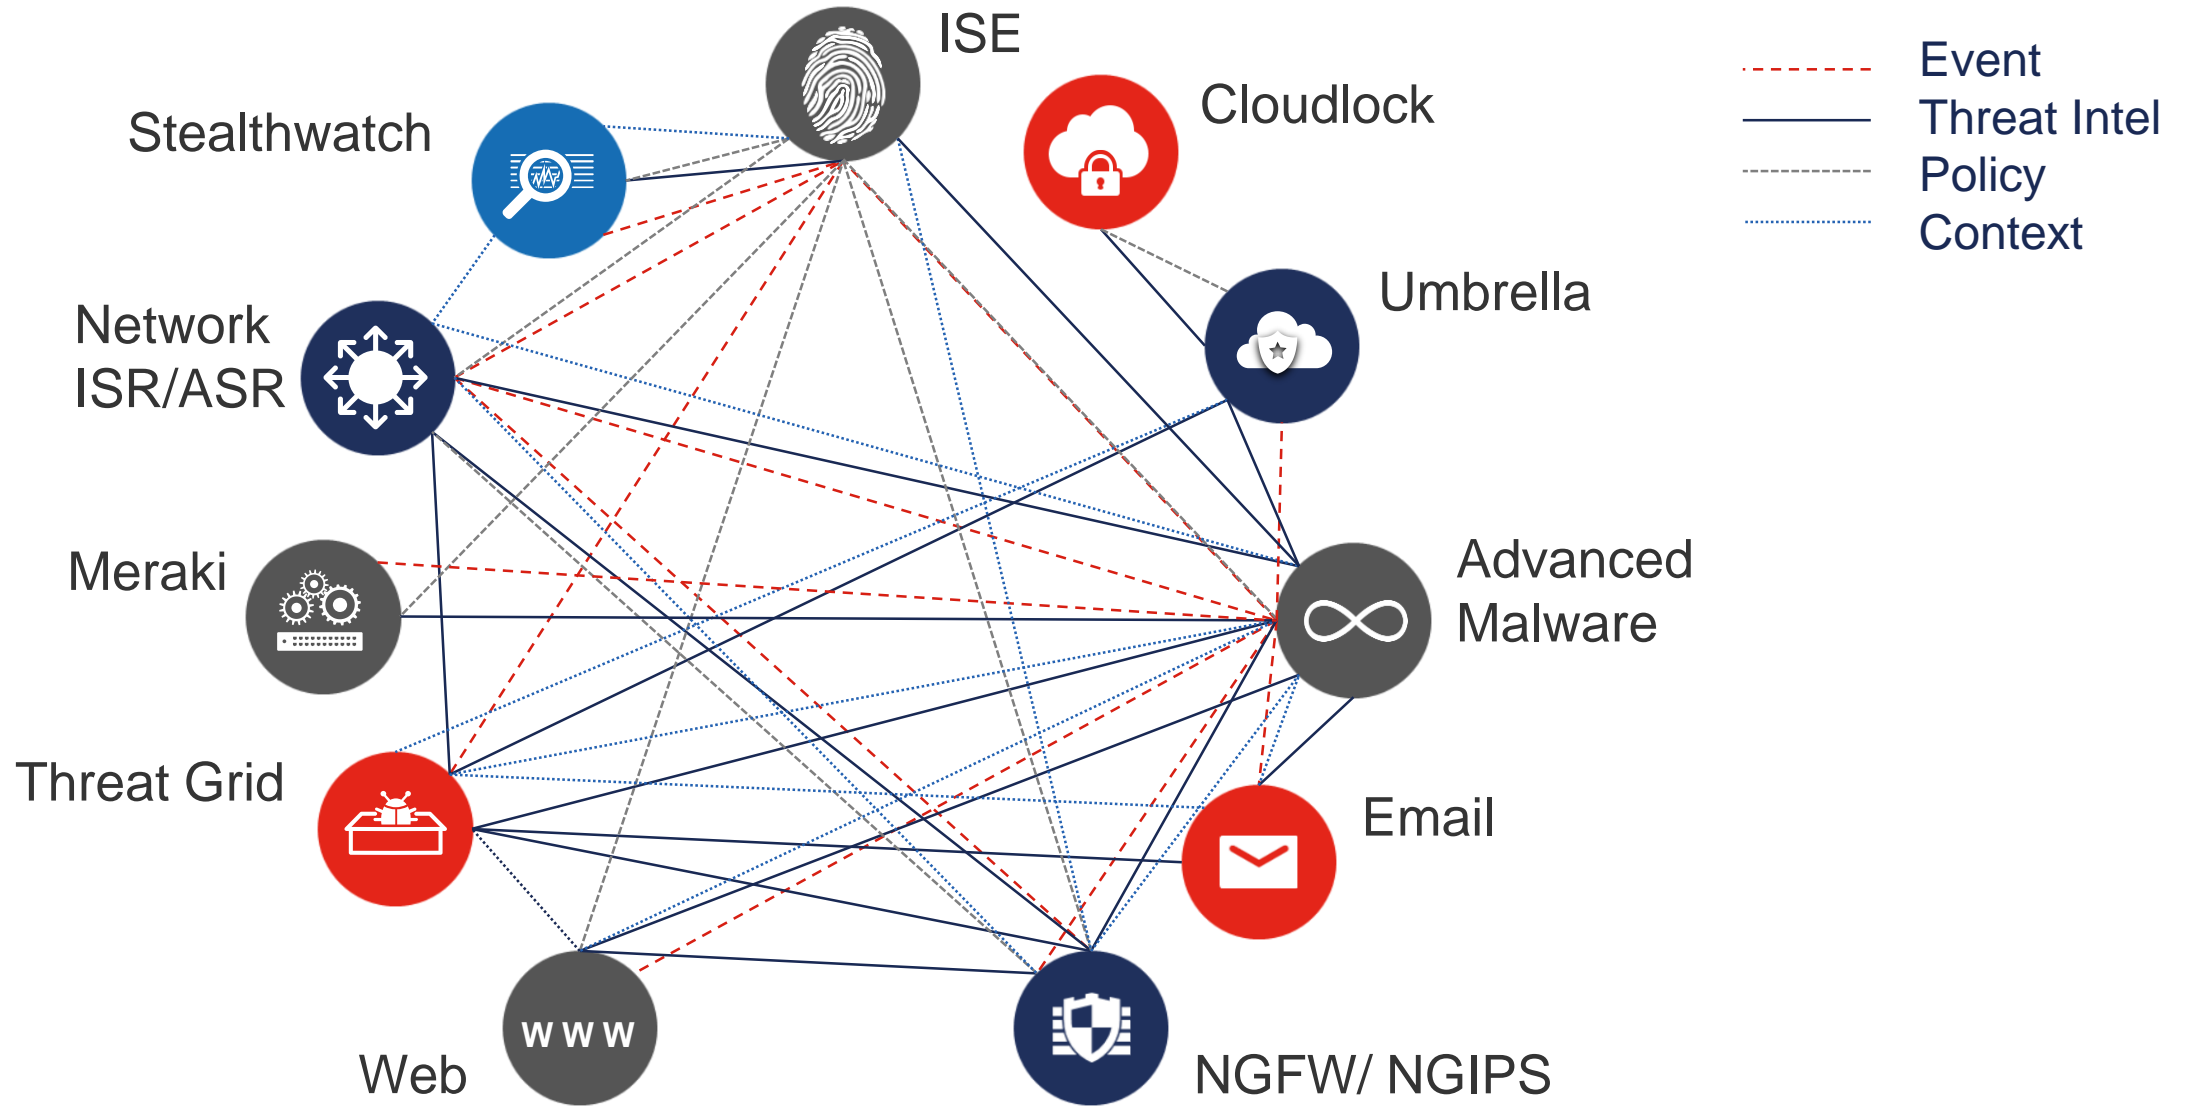 ISE
Cloudlock
Stealthwatch
Umbrella
Network
ISR/ASR
Meraki
Advanced
Malware
Threat Grid
Email
Web
www
NGFW/ NGIPS
Event
Threat Intel
Policy
Context